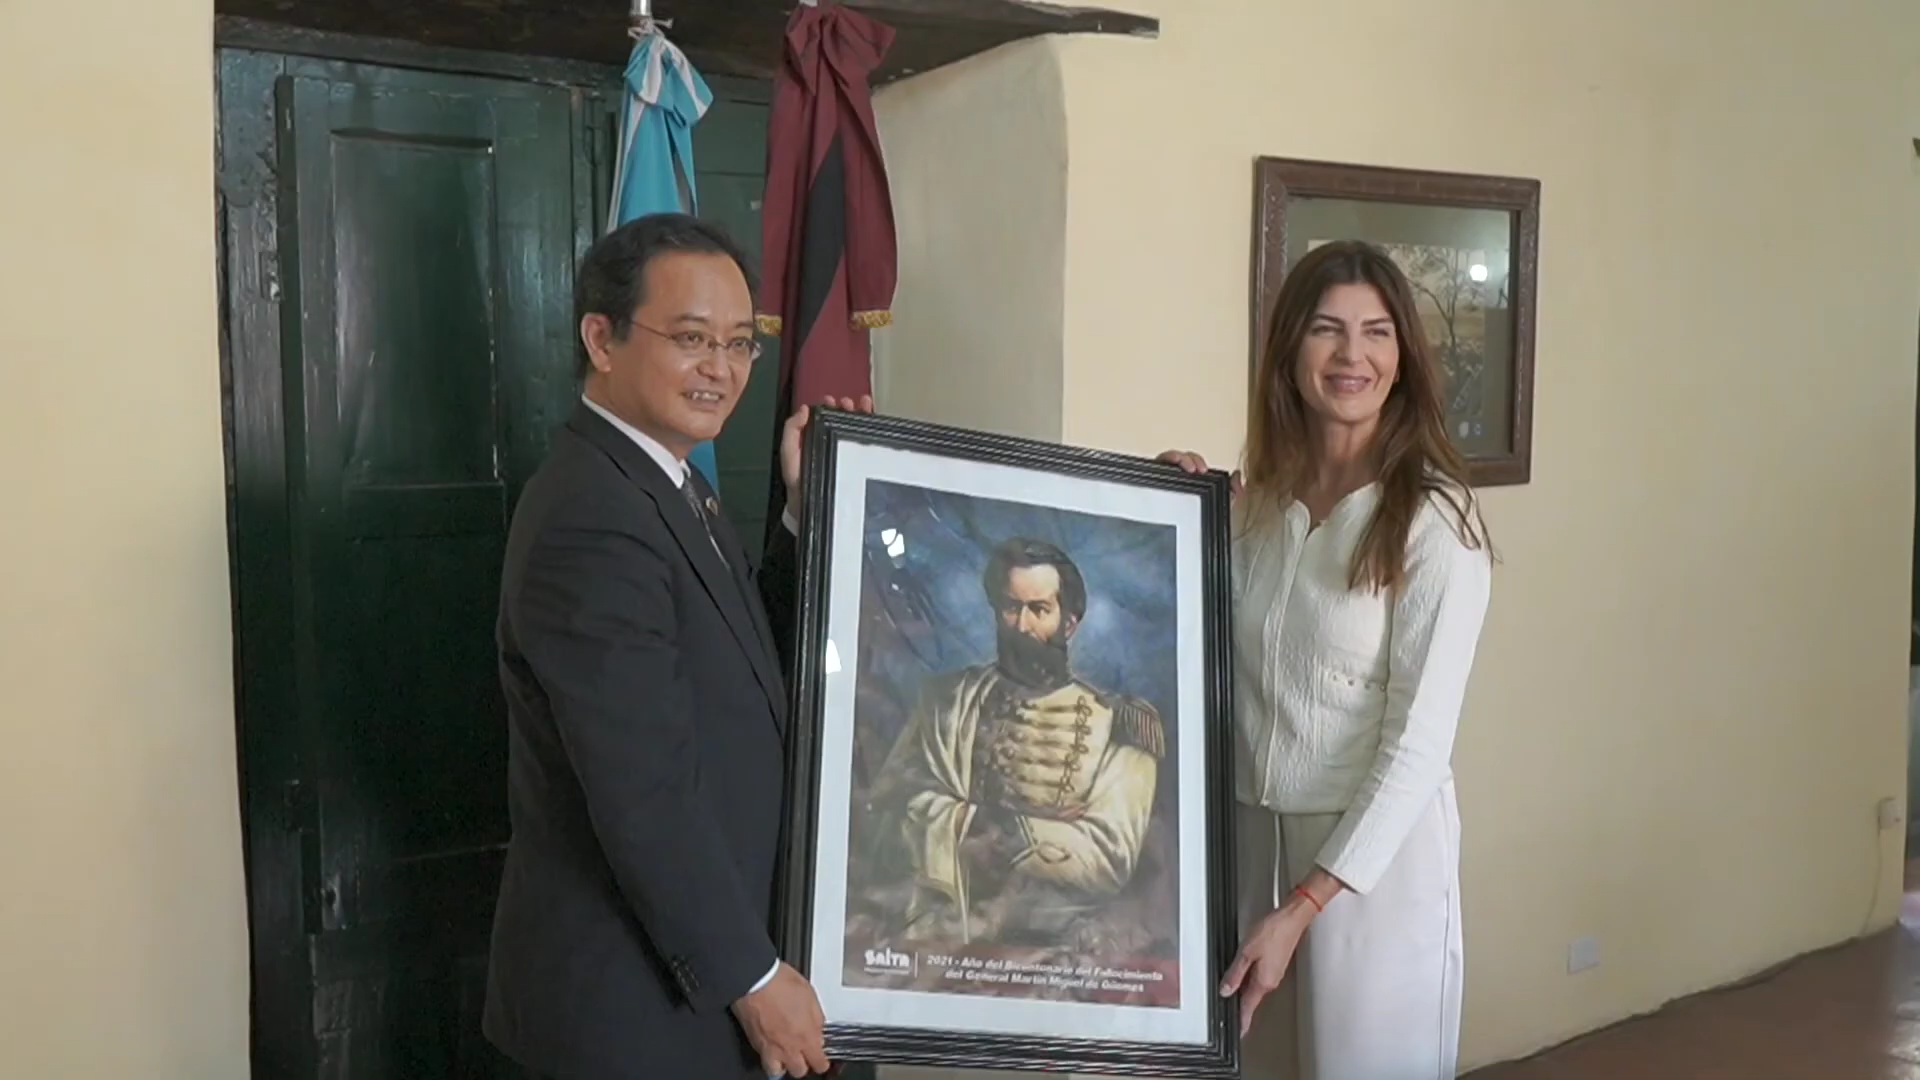 SALTA
2021 - Año del Bicentenario del Fallecimiento
del General Martín Miguel de Güemes